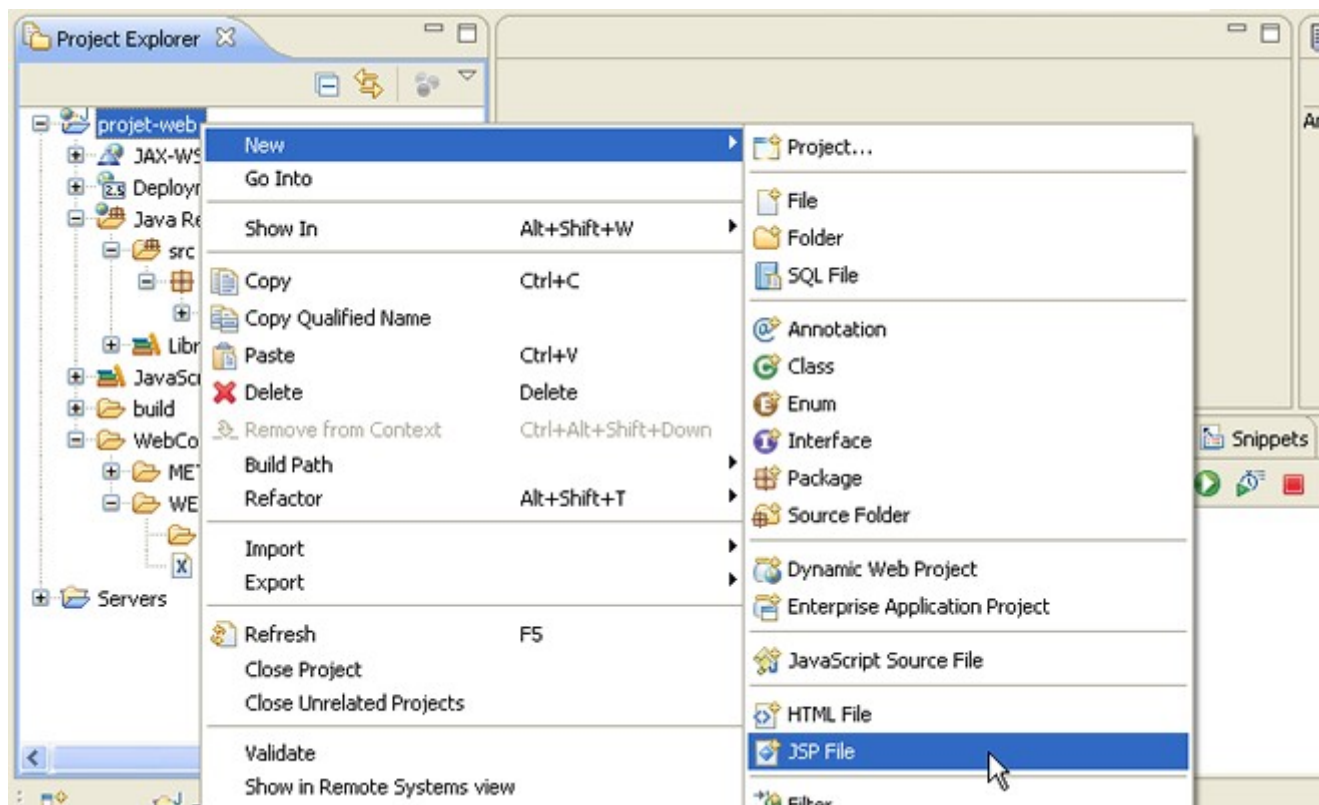 Project Explorer
projet-web
JAX-WS
2.5 Deploym
Java Re
src
Libr
JavaScri
build
WebCo
MET
WE
Servers
New
Go Into
Show In Alt+Shift+W
Copy Ctrl+C
Copy Qualified Name
Paste Ctrl+V
Delete Delete
Remove from Context Ctrl+Alt+Shift+Down
Build Path
Refactor Alt+Shift+T
Import
Export
Refresh F5
Close Project
Close Unrelated Projects
Validate
Show in Remote Systems view
Project...
File
Folder
SQL File
Annotation
Class
Enum
Interface
Package
Source Folder
Dynamic Web Project
Enterprise Application Project
JavaScript Source File
HTML File
JSP File
Filter
Snippets